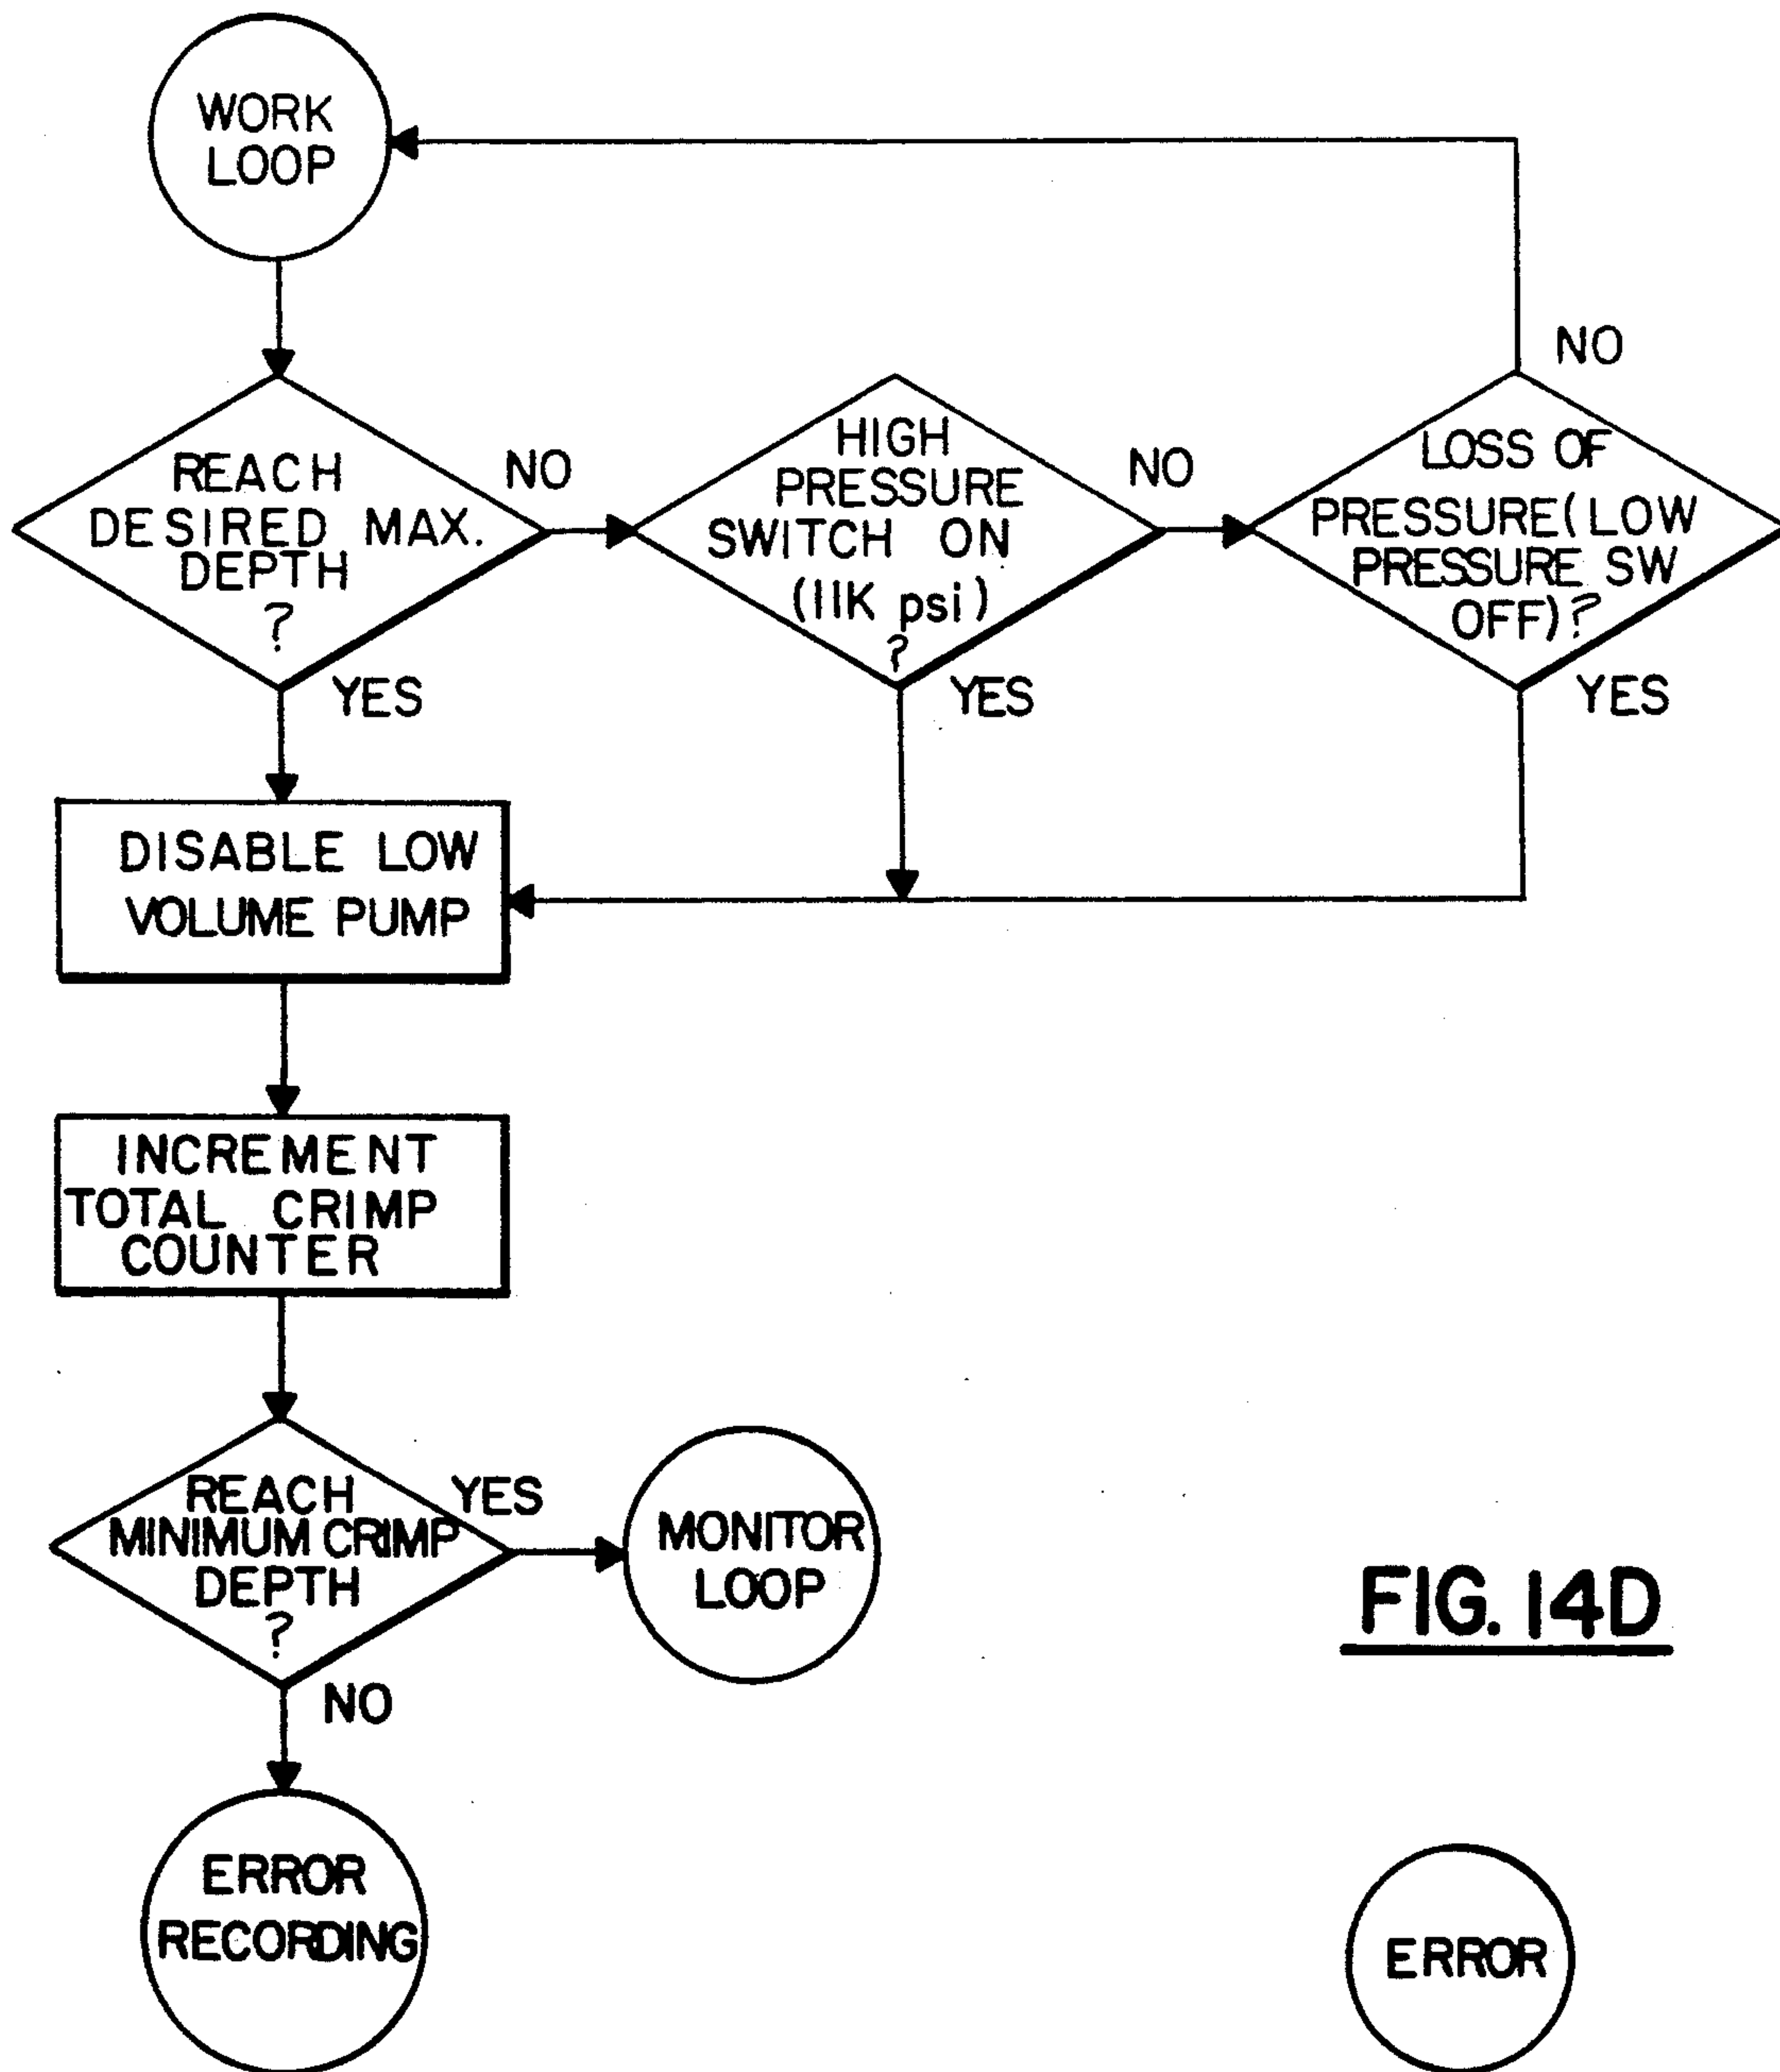 WORK
LOOP
REACH
DESIRED MAX.
DEPTH
?
NO
YES
HIGH
PRESSURE
SWITCH ON
(11K psi)
?
NO
YES
LOSS OF
PRESSURE(LOW
PRESSURE SW
OFF)?
NO
YES
DISABLE LOW
VOLUME PUMP
INCREMENT
TOTAL CRIMP
COUNTER
REACH
MINIMUM CRIMP
DEPTH
?
YES
NO
MONITOR
LOOP
ERROR
RECORDING
FIG. 14D
ERROR